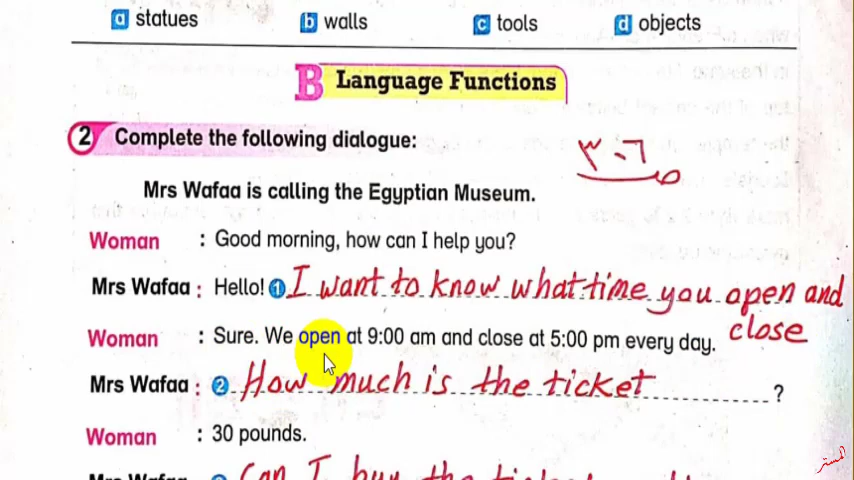 a statues b walls c tools d objects
B Language Functions
2 Complete the following dialogue:
ص ٣٠٦
Mrs Wafaa is calling the Egyptian Museum.
Woman : Good morning, how can I help you?
Mrs Wafaa : Hello! 1 I want to know what time you open and close
Woman : Sure. We open at 9:00 am and close at 5:00 pm every day.
Mrs Wafaa : 2 How much is the ticket ?
Woman : 30 pounds.
Can I buy the